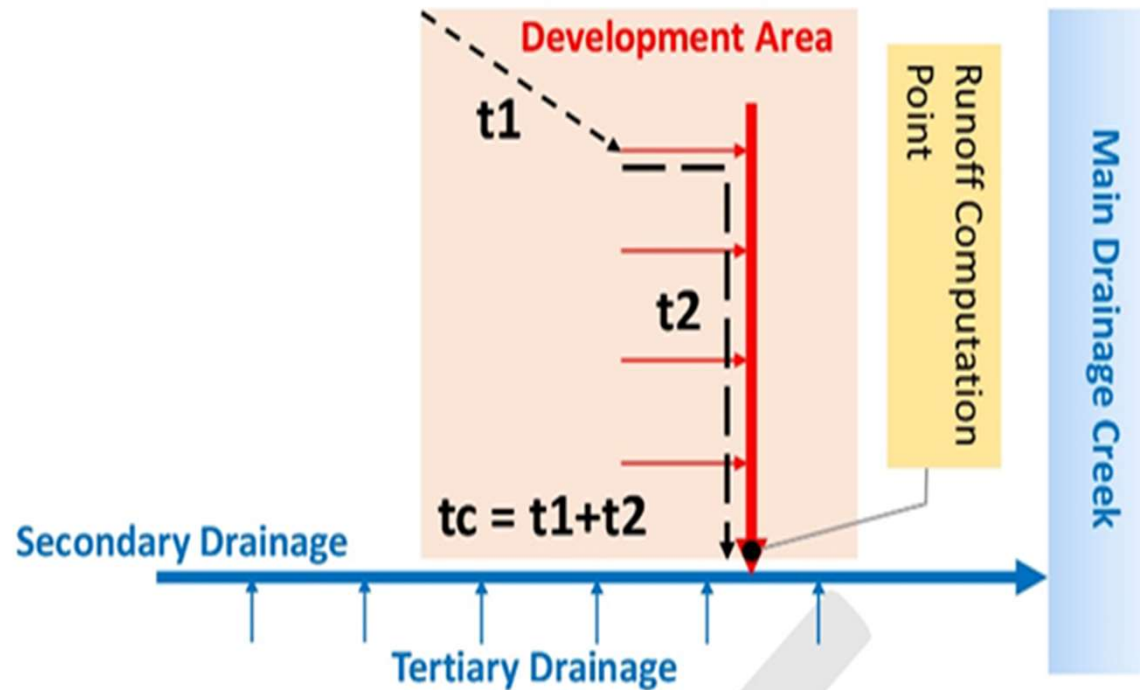 Development Area
t1
Runoff Computation
Point
Main Drainage Creek
t2
tc = t1+t2
Secondary Drainage
Tertiary Drainage